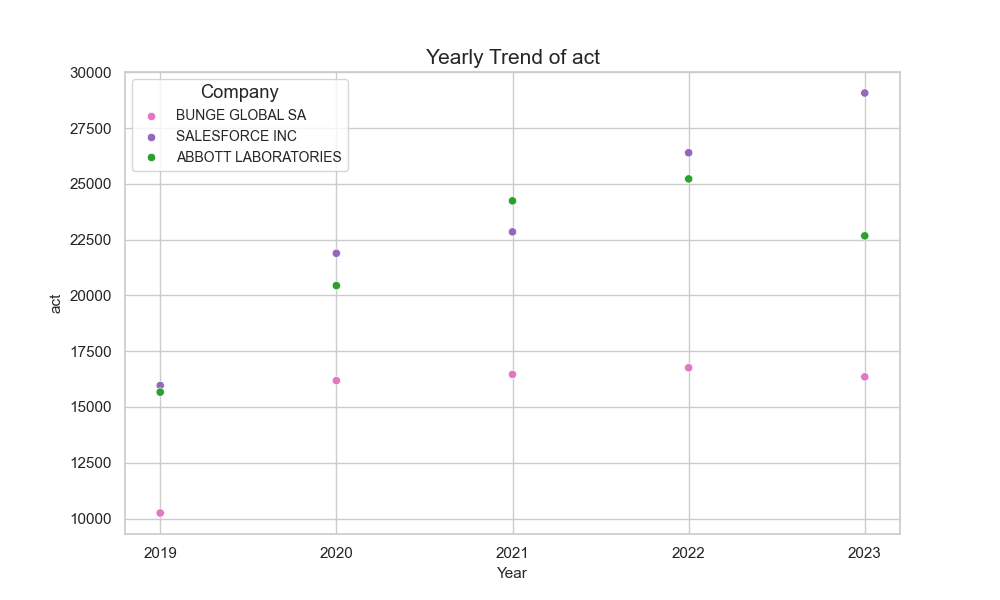 Yearly Trend of act
30000
27500
25000
22500
20000
17500
15000
12500
10000
act
Company
BUNGE GLOBAL SA
SALESFORCE INC
ABBOTT LABORATORIES
2019 2020 2021 2022 2023
Year